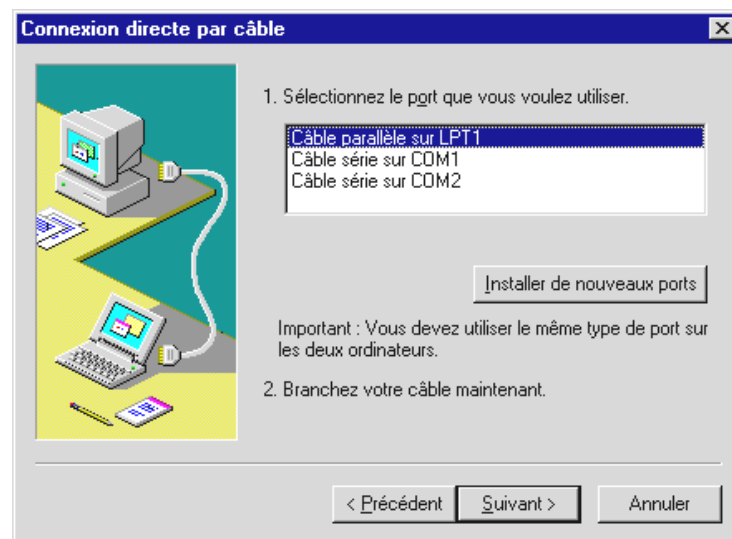 Connexion directe par câble
1. Sélectionnez le port que vous voulez utiliser.
Câble parallèle sur LPT1
Câble série sur COM1
Câble série sur COM2
Installer de nouveaux ports
Important : Vous devez utiliser le même type de port sur
les deux ordinateurs.
2. Branchez votre câble maintenant.
< Précédent
Suivant >
Annuler